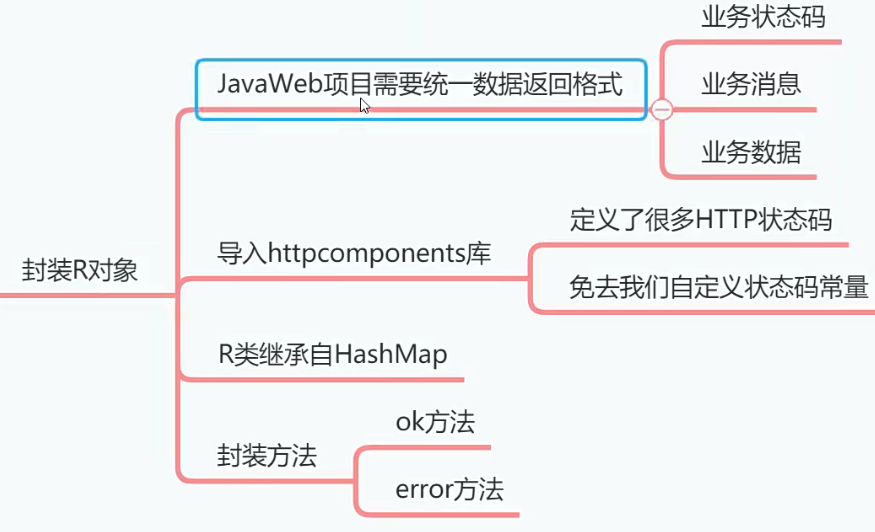 业务状态码
JavaWeb项目需要统一数据返回格式
业务消息
业务数据
定义了很多HTTP状态码
导入httpcomponents库
封装R对象
免去我们自定义状态码常量
R类继承自HashMap
ok方法
封装方法
error方法